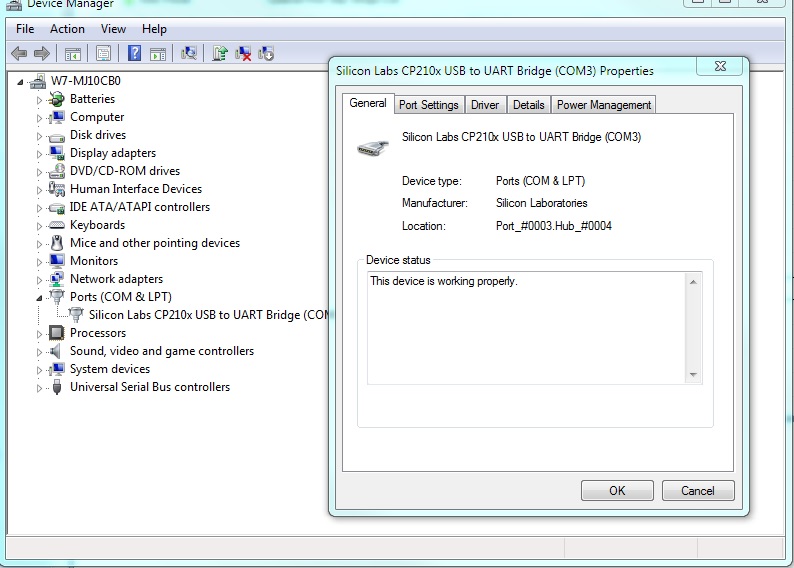 Device Manager
File Action View Help
W7-MJ10CB0
Batteries
Computer
Disk drives
Display adapters
DVD/CD-ROM drives
Human Interface Devices
IDE ATA/ATAPI controllers
Keyboards
Mice and other pointing devices
Monitors
Network adapters
Ports (COM & LPT)
Silicon Labs CP210x USB to UART Bridge (COM
Processors
Sound, video and game controllers
System devices
Universal Serial Bus controllers
Silicon Labs CP210x USB to UART Bridge (COM3) Properties
General Port Settings Driver Details Power Management
Silicon Labs CP210x USB to UART Bridge (COM3)
Device type: Ports (COM & LPT)
Manufacturer: Silicon Laboratories
Location: Port_#0003.Hub_#0004
Device status
This device is working properly.
OK Cancel